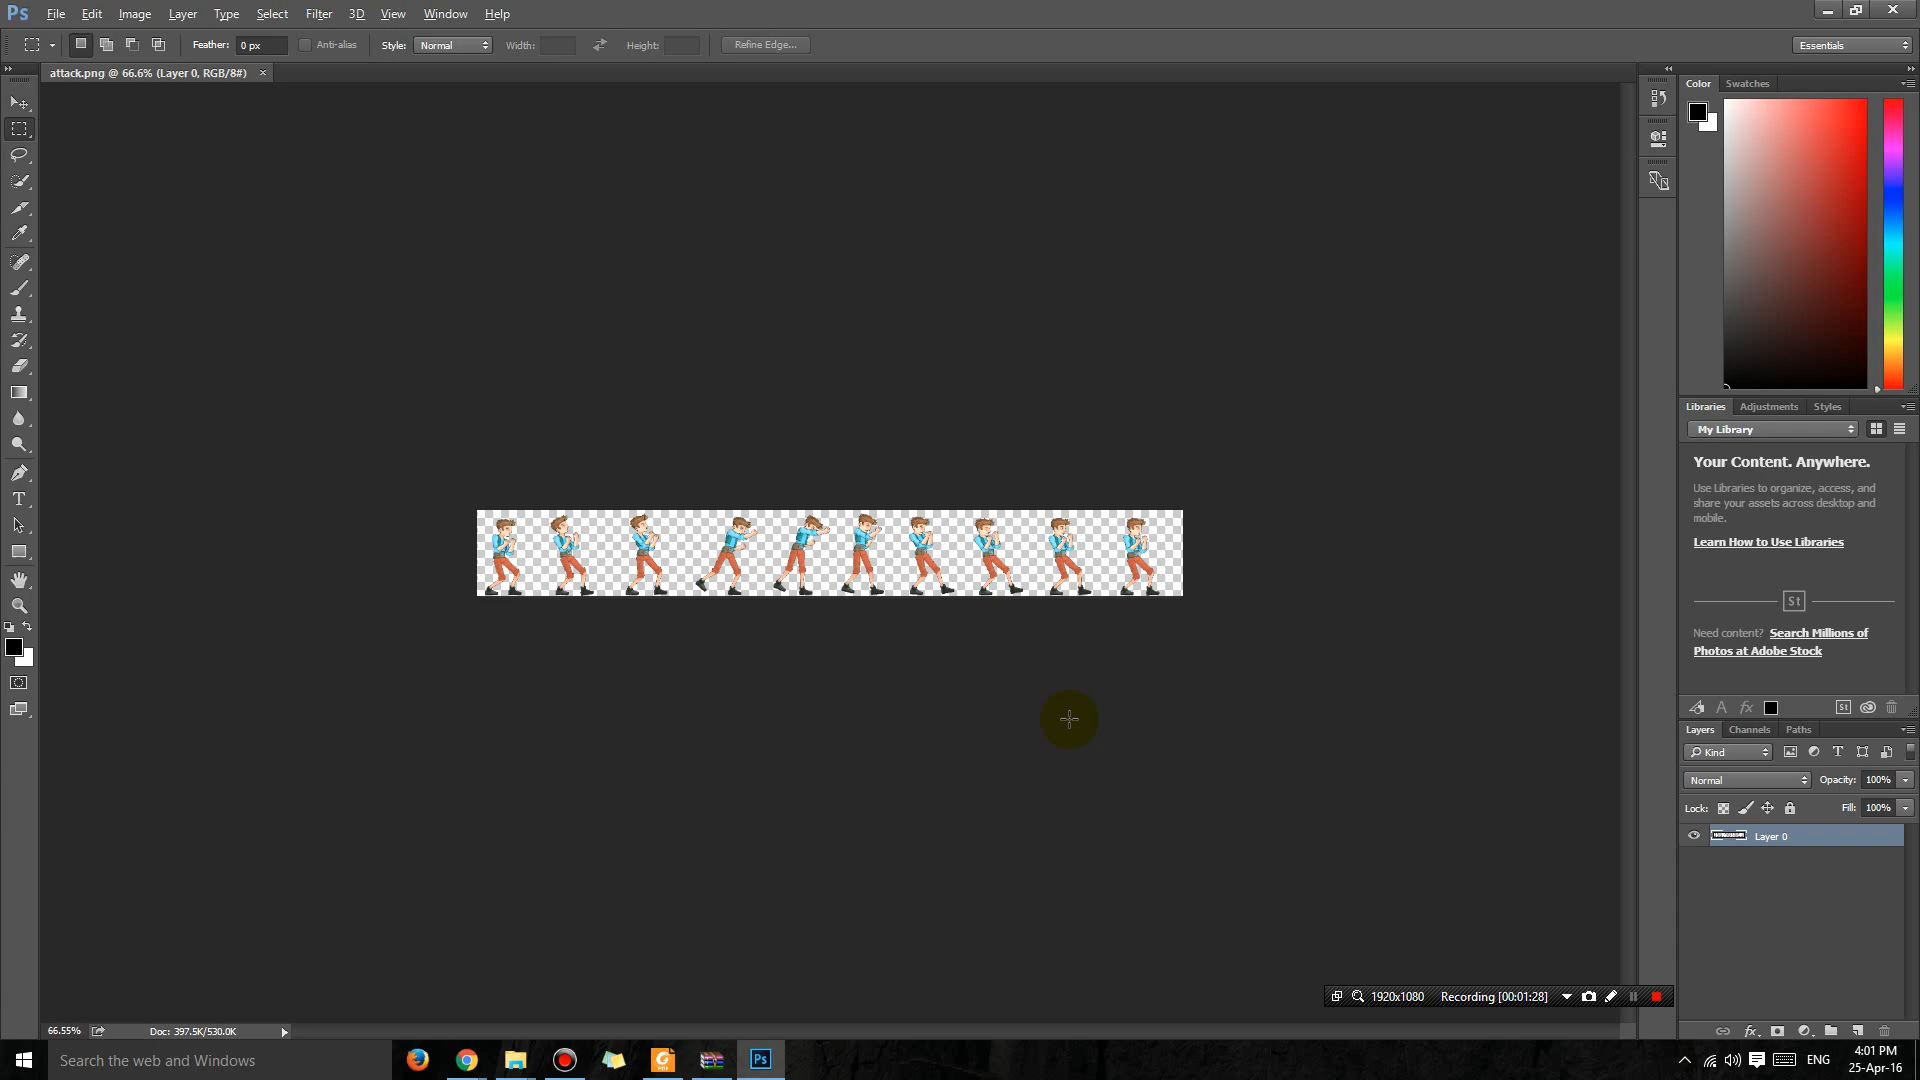 Ps File Edit Image Layer Type Select Filter 3D View Window Help
Feather: 0 px Anti-alias Style: Normal Width: Height: Refine Edge... Essentials
attack.png @ 66.6% (Layer 0, RGB/8#) ×
Color Swatches
Libraries Adjustments Styles
My Library
Your Content. Anywhere.
Use Libraries to organize, access, and
share your assets across desktop and
mobile.
Learn How to Use Libraries
St
Need content? Search Millions of
Photos at Adobe Stock
A fx St
Layers Channels Paths
Kind T
Normal Opacity: 100%
Lock: Fill: 100%
Layer 0
1920x1080 Recording [00:01:28]
66.55% Doc: 397.5K/530.0K
fx
Search the web and Windows
Ps
ENG
4:01 PM
25-Apr-16